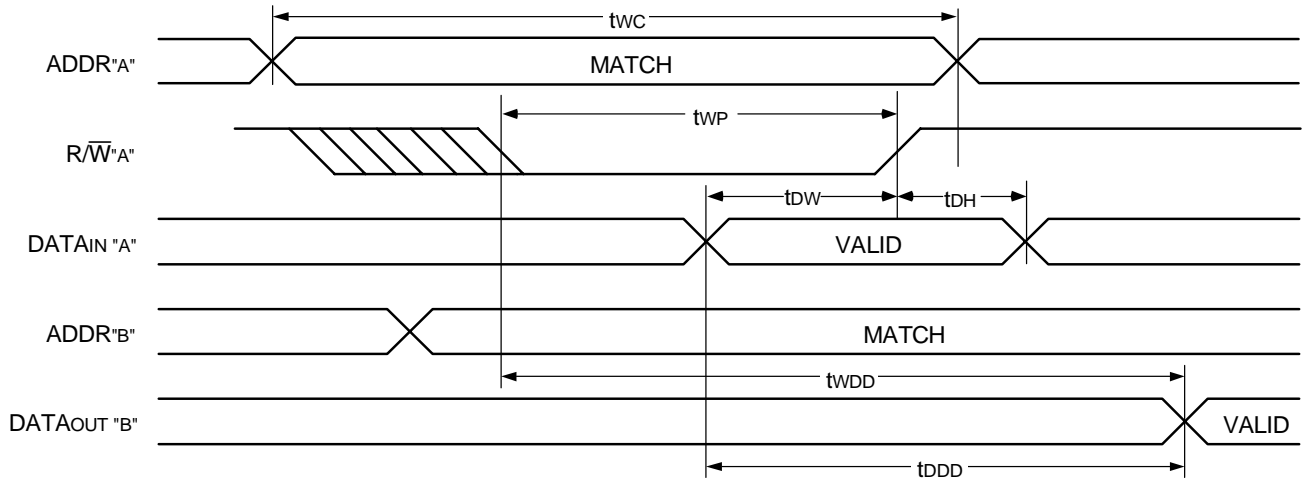 tWC
ADDR"A"
MATCH
tWP
R/W̅"A"
tDW
tDH
DATAIN "A"
VALID
ADDR"B"
MATCH
tWDD
DATAOUT "B"
VALID
tDDD